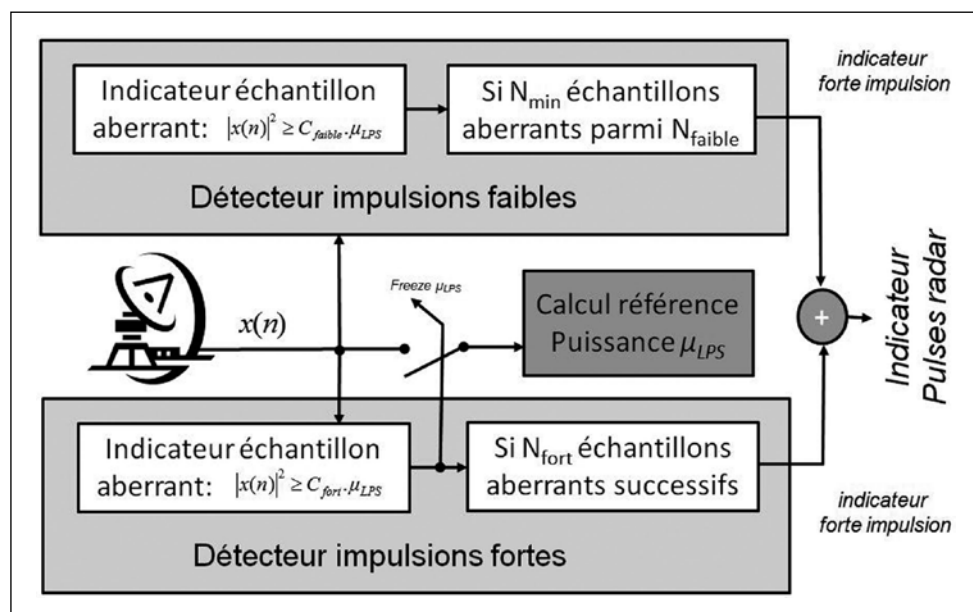 Indicateur échantillon
aberrant: |x(n)|² ≥ C_faible.μ_LPS
Si N_min échantillons
aberrants parmi N_faible
Détecteur impulsions faibles
indicateur
forte impulsion
x(n)
Freeze μ_LPS
Calcul référence
Puissance μ_LPS
+
Indicateur
Pulses radar
Indicateur échantillon
aberrant: |x(n)|² ≥ C_fort.μ_LPS
Si N_fort échantillons
aberrants successifs
Détecteur impulsions fortes
indicateur
forte impulsion